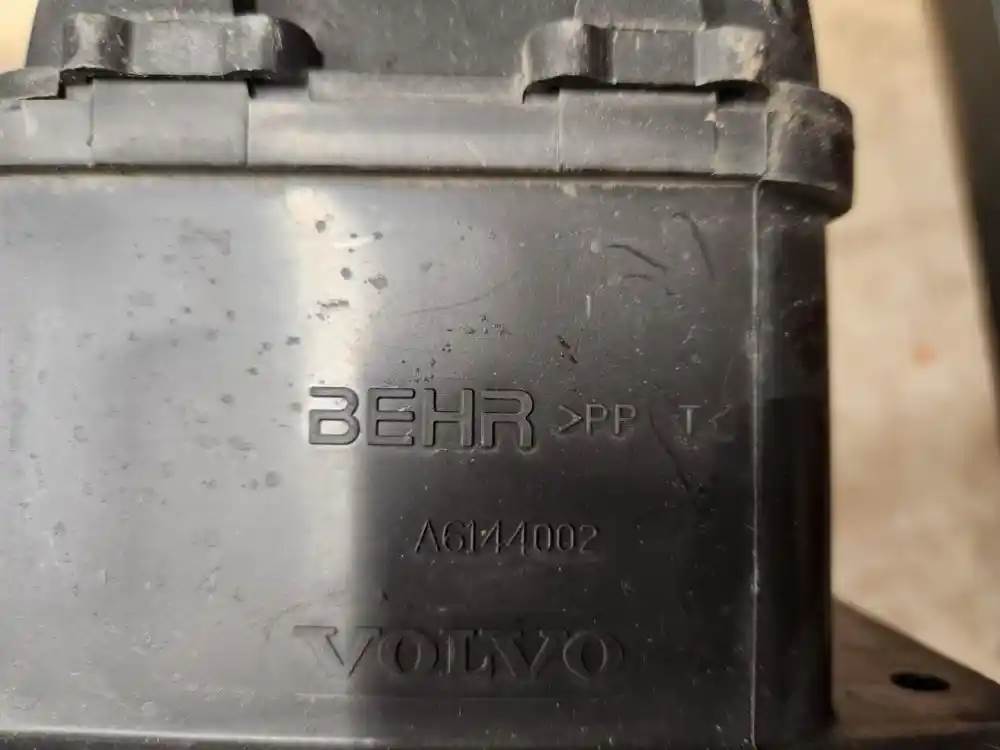 BEHR >PP T<
A6144002
VOLVO